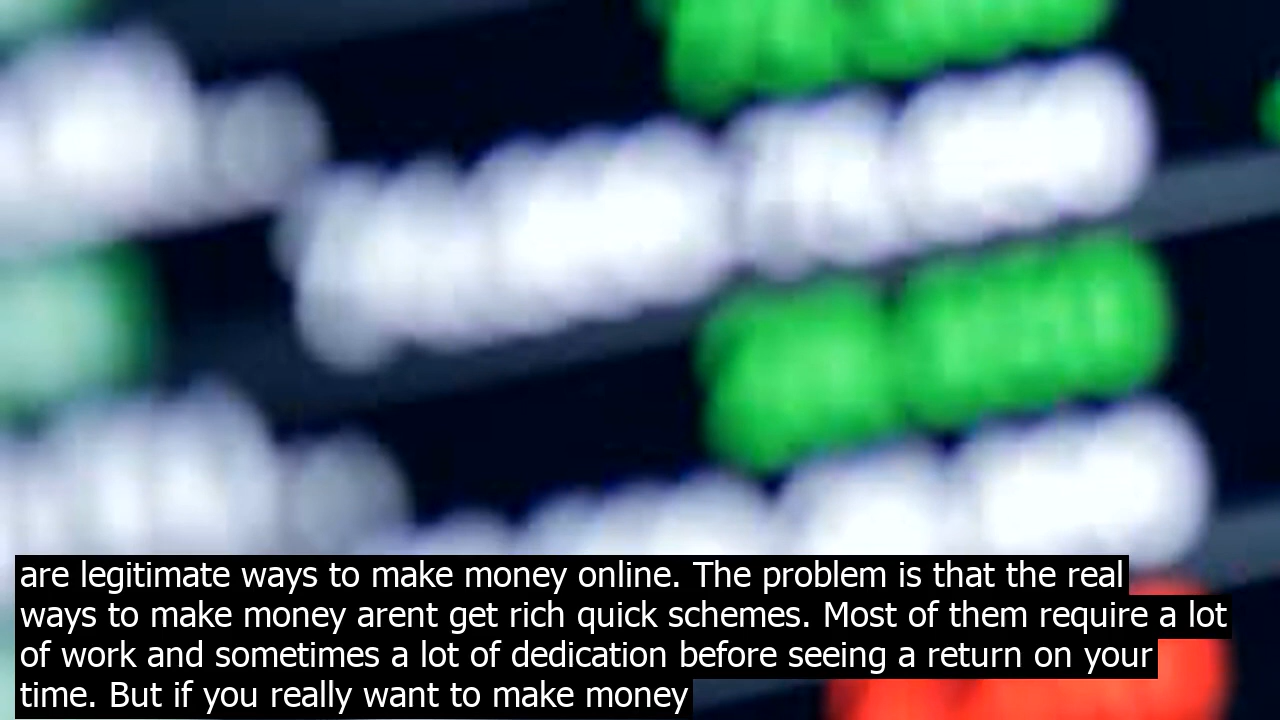 are legitimate ways to make money online. The problem is that the real
ways to make money arent get rich quick schemes. Most of them require a lot
of work and sometimes a lot of dedication before seeing a return on your
time. But if you really want to make money